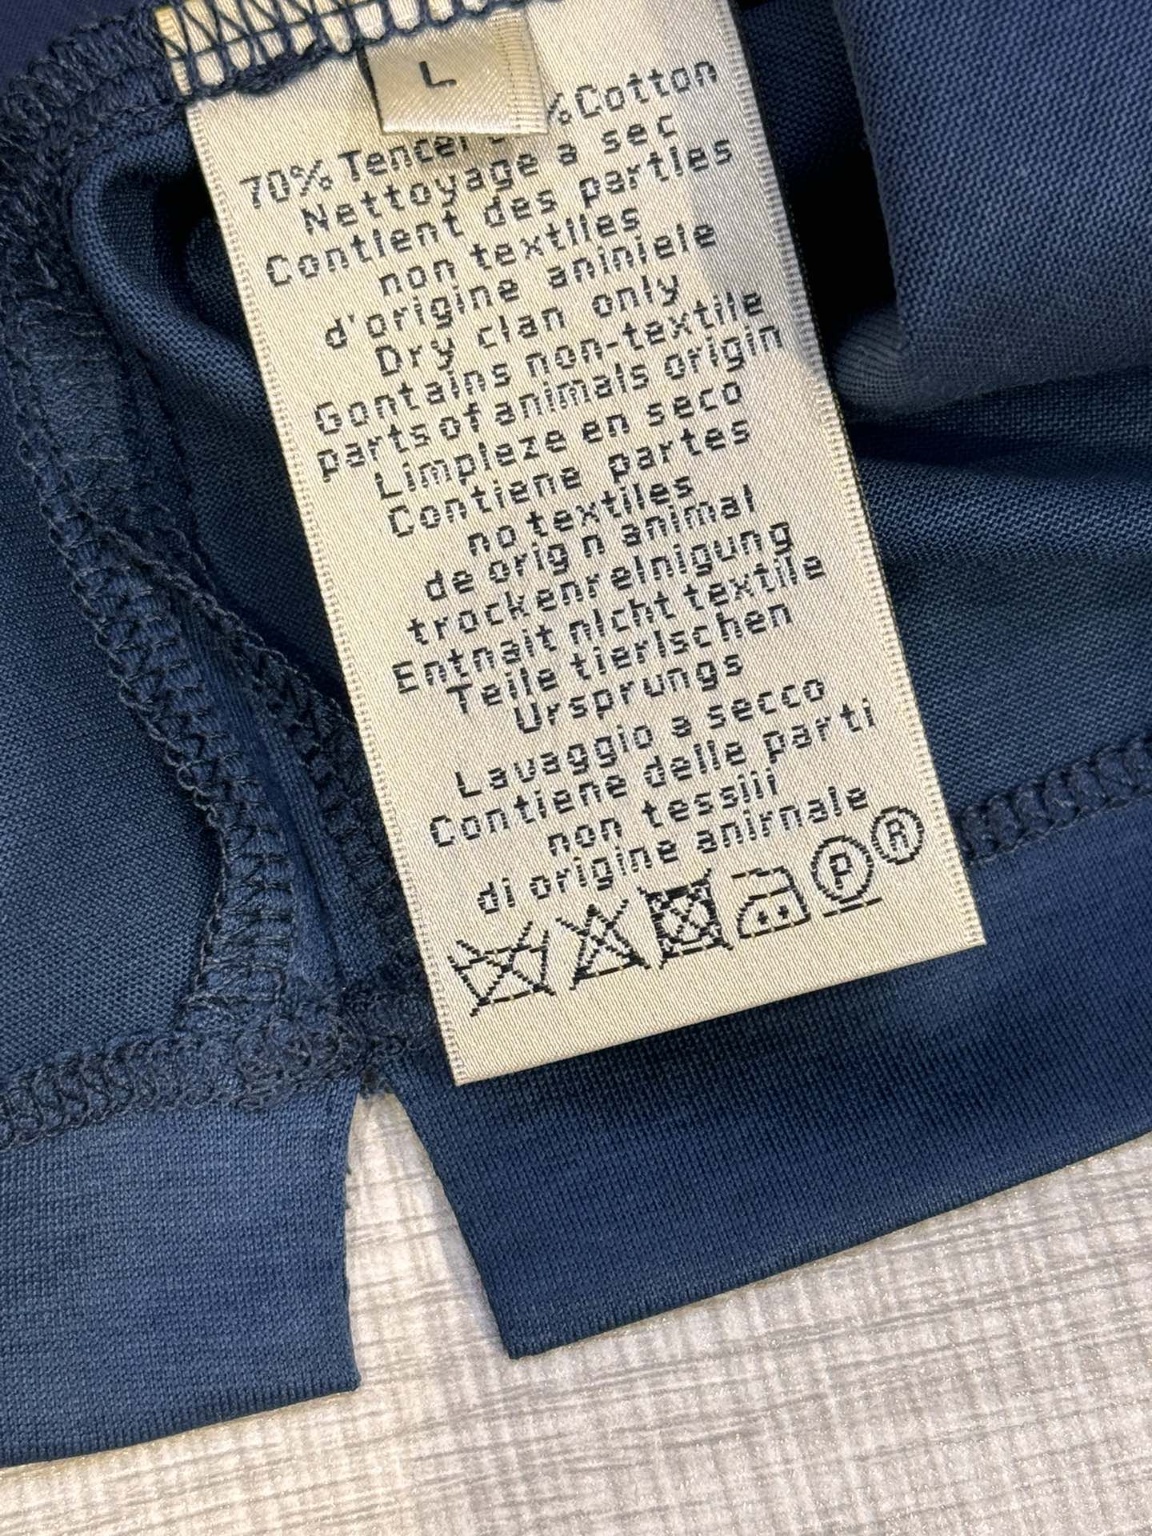 L
70% Tencel %Cotton
Nettoyage a sec
Contient des parties
non textiles
d'origine aniniele
Dry clan only
Gontains non-textile
parts of animals origin
Limpleze en seco
Contiene partes
no textiles
de orig n animal
trockenreinigung
Entnait nicht textile
Teile tierischen
Ursprungs
Lavaggio a secco
Contiene delle parti
non tessiii
di origine anirnale
P R